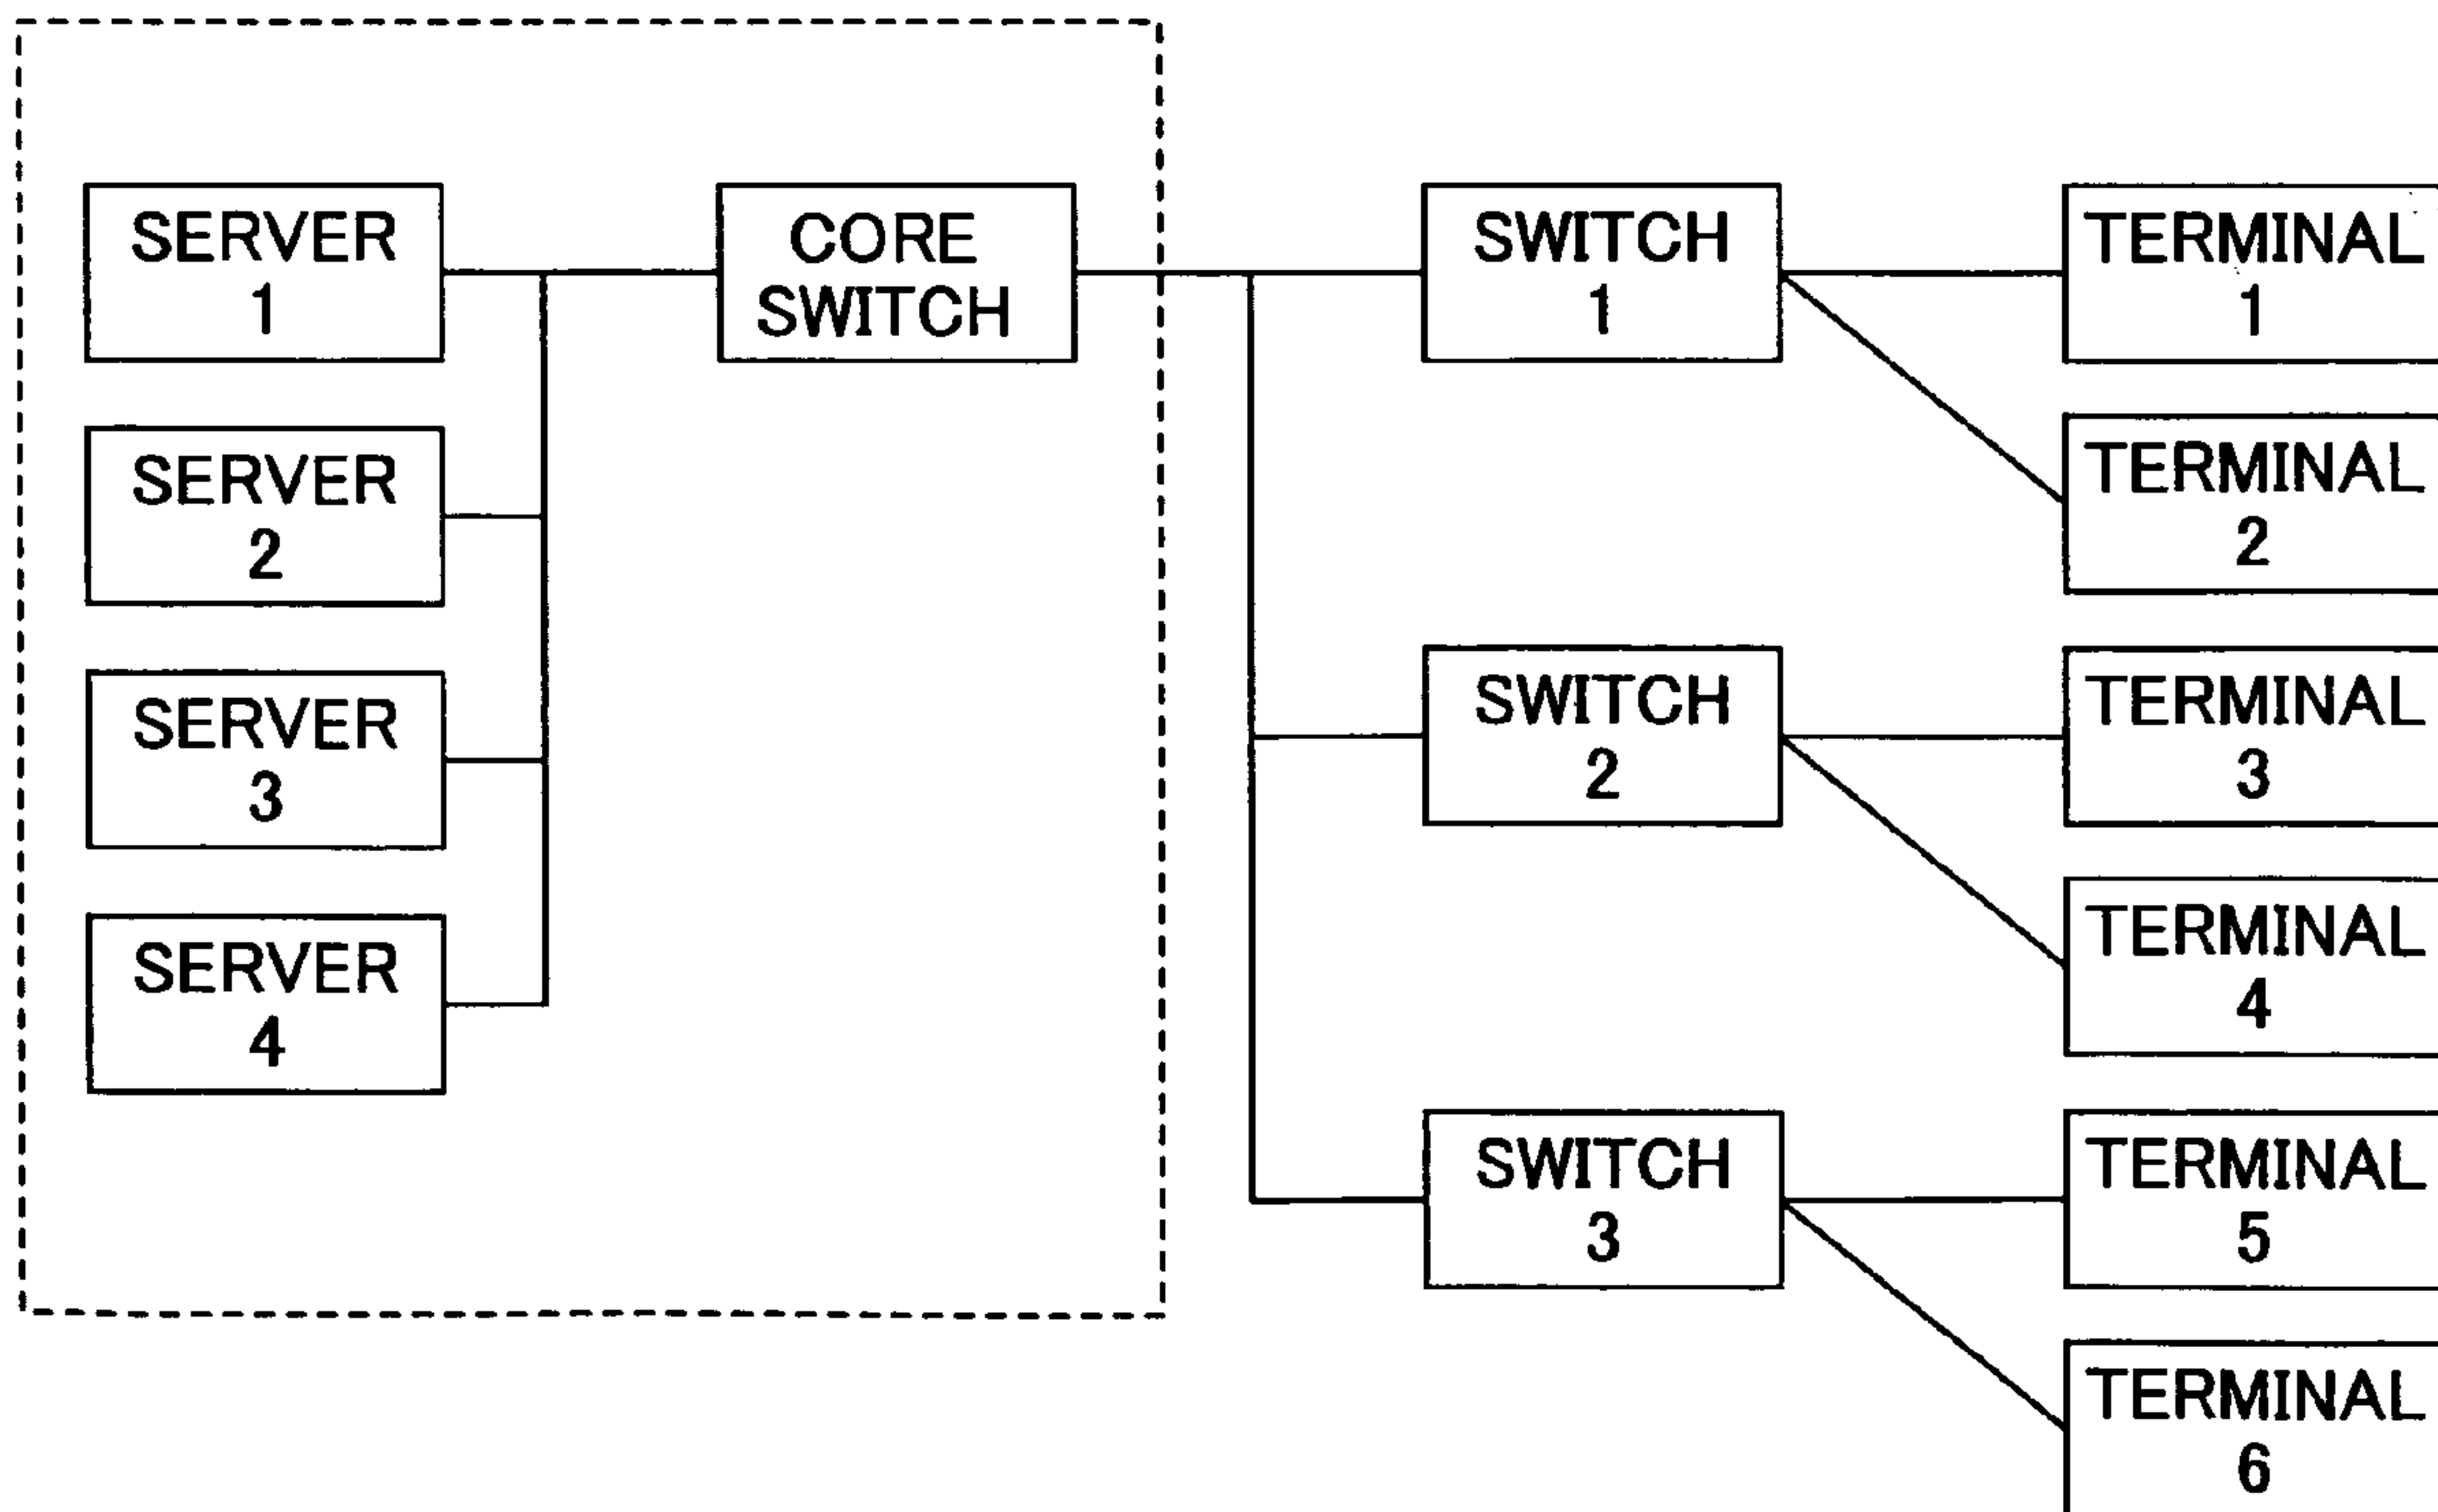 SERVER
1
CORE
SWITCH
SWITCH
1
TERMINAL
1
SERVER
2
TERMINAL
2
SERVER
3
SWITCH
2
TERMINAL
3
SERVER
4
TERMINAL
4
SWITCH
3
TERMINAL
5
TERMINAL
6